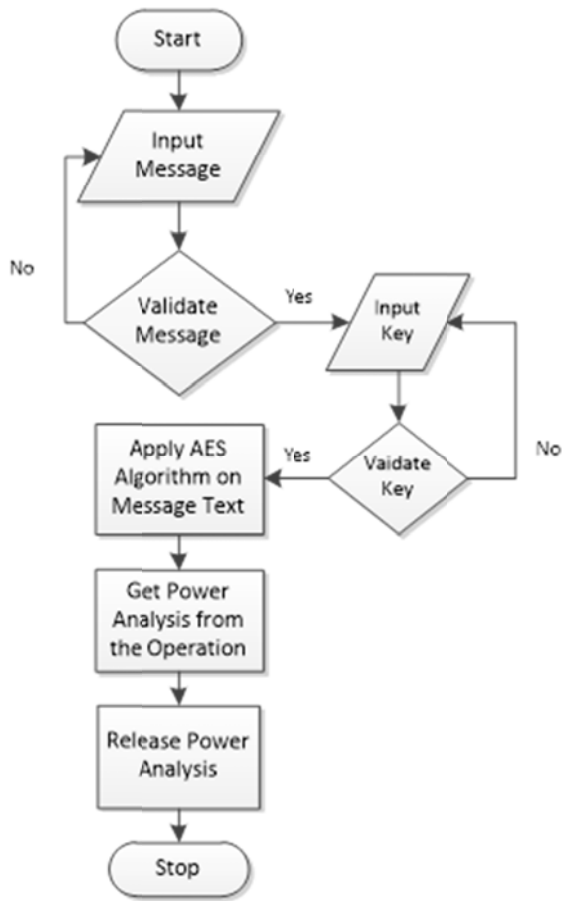 Start
Input
Message
No
Validate
Message
Yes
Input
Key
Apply AES
Algorithm on
Message Text
Yes
Vaidate
Key
No
Get Power
Analysis from
the Operation
Release Power
Analysis
Stop